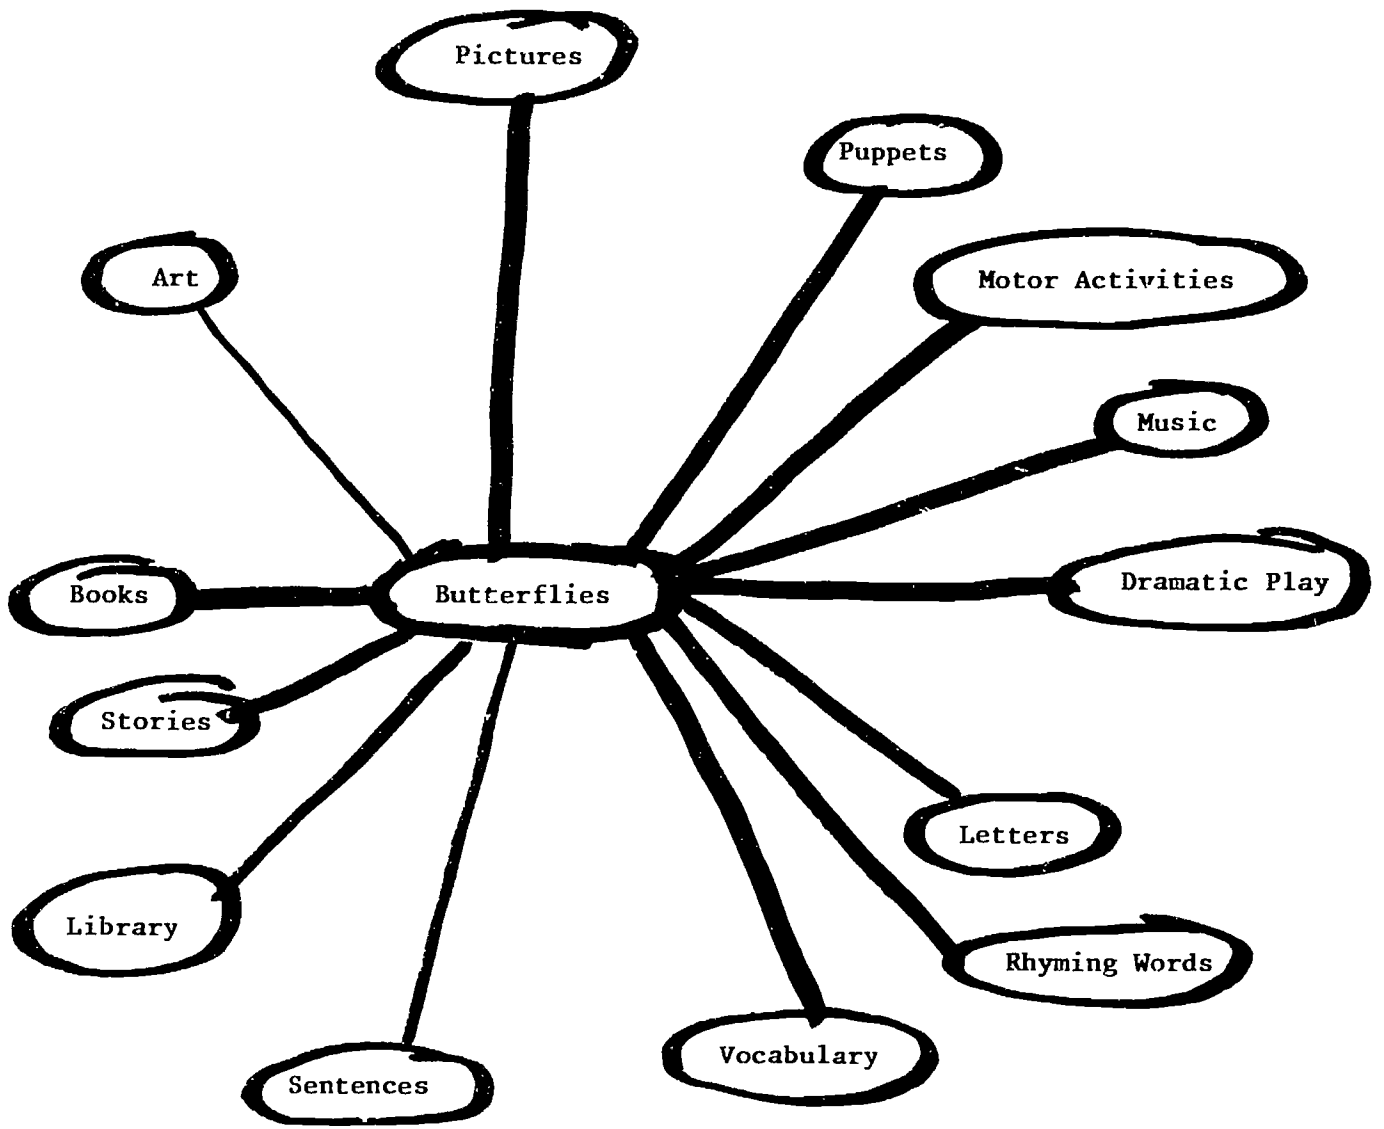 Pictures
Puppets
Art
Motor Activities
Music
Dramatic Play
Books
Butterflies
Stories
Letters
Library
Rhyming Words
Vocabulary
Sentences